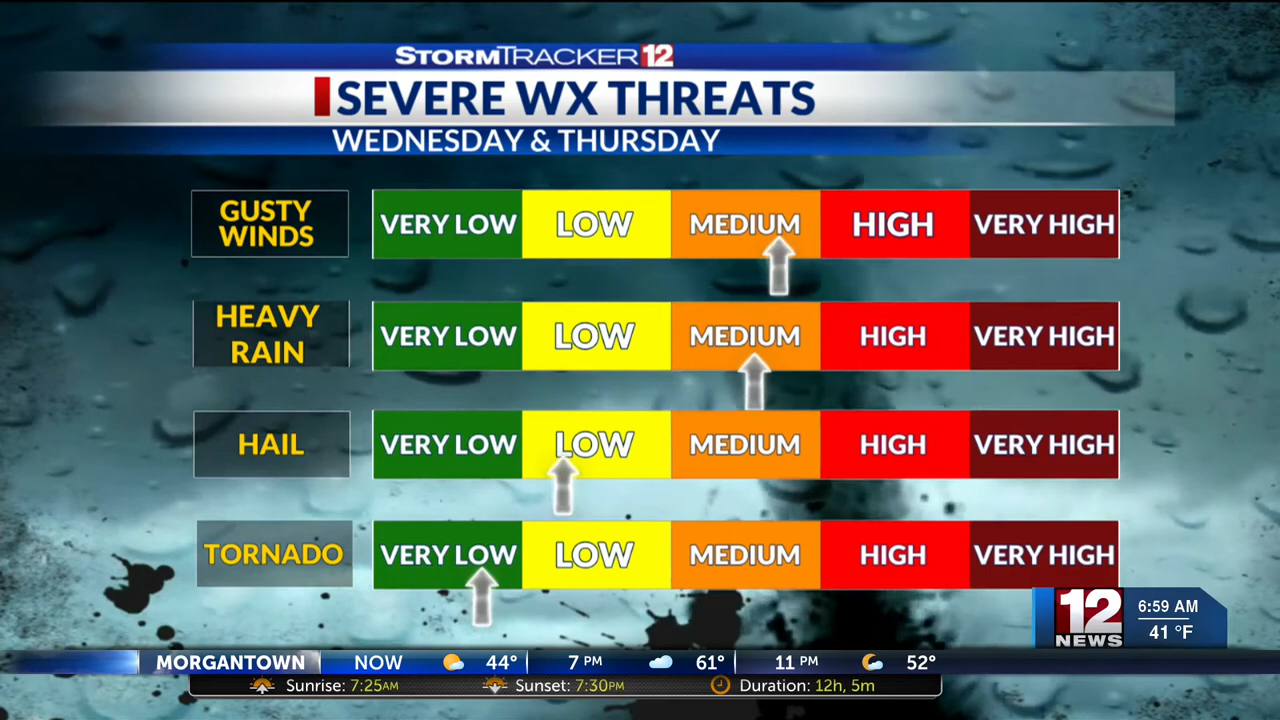 STORMTRACKER 12
SEVERE WX THREATS
WEDNESDAY & THURSDAY
GUSTY
WINDS
VERY LOW LOW MEDIUM HIGH VERY HIGH
HEAVY
RAIN
VERY LOW LOW MEDIUM HIGH VERY HIGH
HAIL
VERY LOW LOW MEDIUM HIGH VERY HIGH
TORNADO
VERY LOW LOW MEDIUM HIGH VERY HIGH
12
NEWS
6:59 AM
41 °F
MORGANTOWN NOW 44° 7 PM 61° 11 PM 52°
Sunrise: 7:25AM Sunset: 7:30PM Duration: 12h, 5m